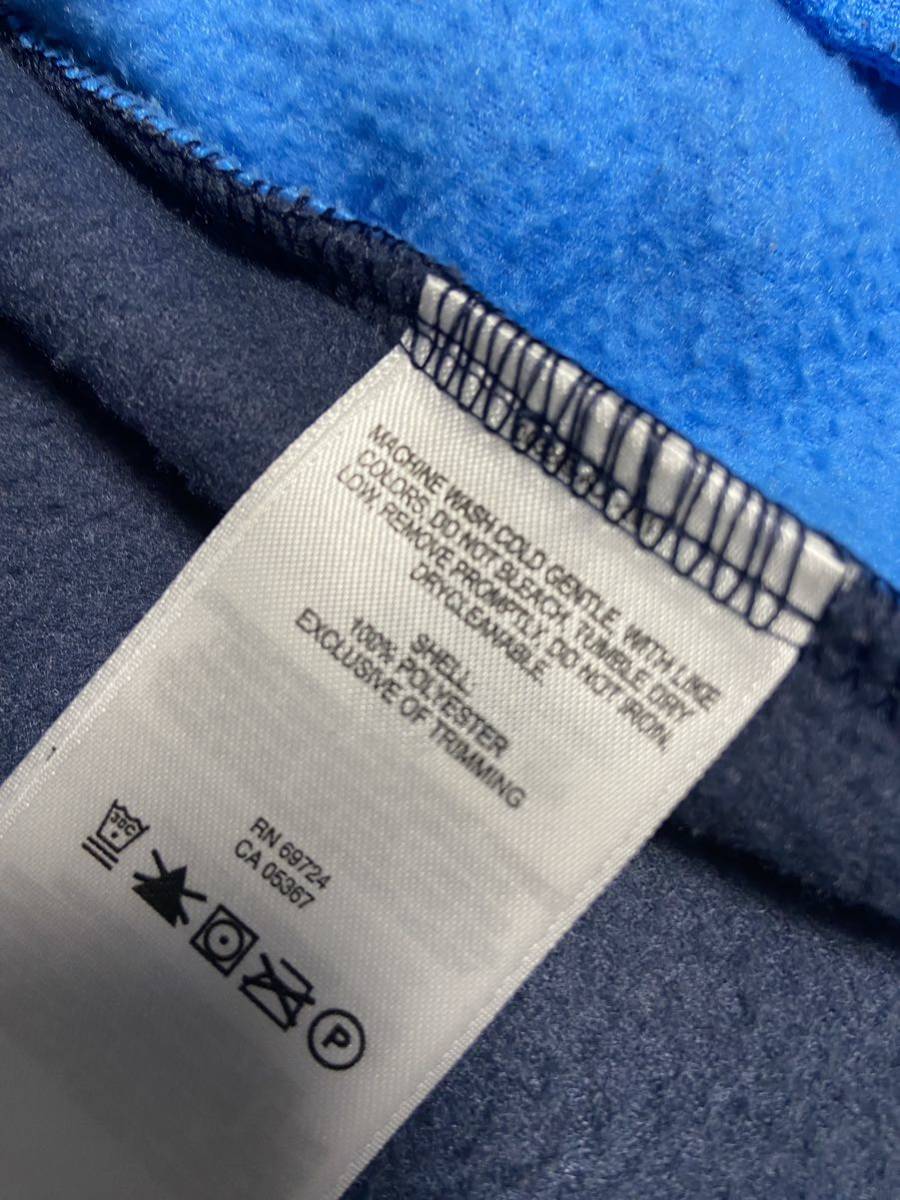 MACHINE WASH COLD GENTLE, WITH LIKE
COLORS, DO NOT BLEACH, TUMBLE DRY
LOW, REMOVE PROMPTLY, DO NOT IRON,
DRYCLEANABLE.
SHELL
100% POLYESTER
EXCLUSIVE OF TRIMMING
RN 69724
CA 05367
30C
P